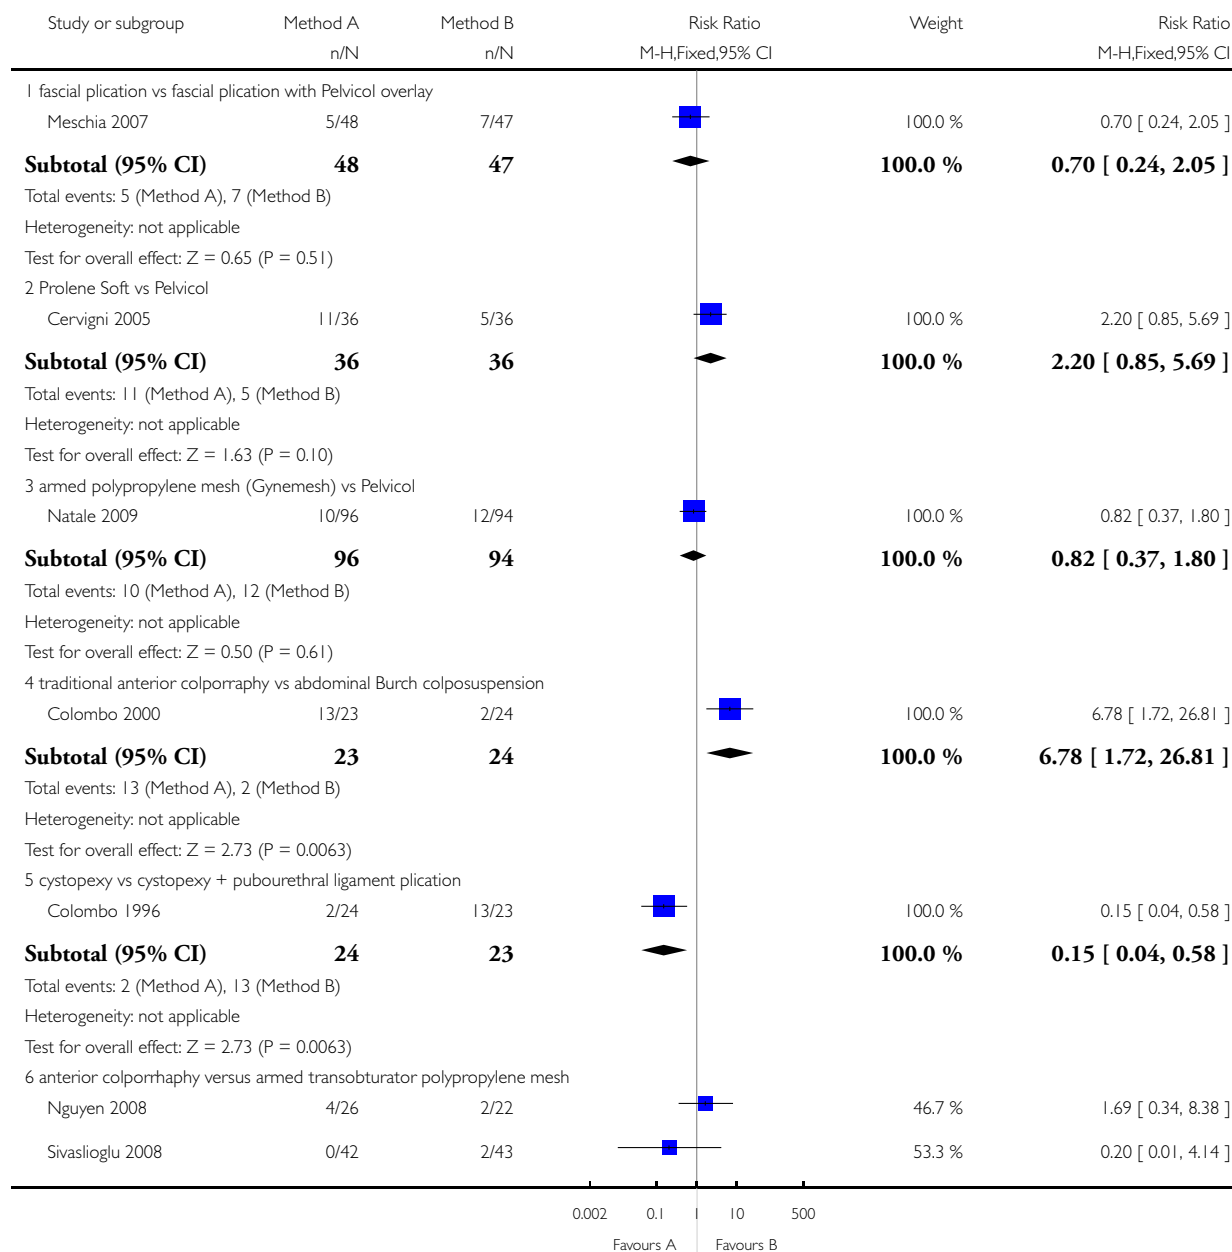 Study or subgroup Method A Method B Risk Ratio Weight Risk Ratio
n/N n/N M-H,Fixed,95% CI M-H,Fixed,95% CI
1 fascial plication vs fascial plication with Pelvicol overlay
Meschia 2007 5/48 7/47 100.0 % 0.70 [ 0.24, 2.05 ]
Subtotal (95% CI) 48 47 100.0 % 0.70 [ 0.24, 2.05 ]
Total events: 5 (Method A), 7 (Method B)
Heterogeneity: not applicable
Test for overall effect: Z = 0.65 (P = 0.51)
2 Prolene Soft vs Pelvicol
Cervigni 2005 11/36 5/36 100.0 % 2.20 [ 0.85, 5.69 ]
Subtotal (95% CI) 36 36 100.0 % 2.20 [ 0.85, 5.69 ]
Total events: 11 (Method A), 5 (Method B)
Heterogeneity: not applicable
Test for overall effect: Z = 1.63 (P = 0.10)
3 armed polypropylene mesh (Gynemesh) vs Pelvicol
Natale 2009 10/96 12/94 100.0 % 0.82 [ 0.37, 1.80 ]
Subtotal (95% CI) 96 94 100.0 % 0.82 [ 0.37, 1.80 ]
Total events: 10 (Method A), 12 (Method B)
Heterogeneity: not applicable
Test for overall effect: Z = 0.50 (P = 0.61)
4 traditional anterior colporraphy vs abdominal Burch colposuspension
Colombo 2000 13/23 2/24 100.0 % 6.78 [ 1.72, 26.81 ]
Subtotal (95% CI) 23 24 100.0 % 6.78 [ 1.72, 26.81 ]
Total events: 13 (Method A), 2 (Method B)
Heterogeneity: not applicable
Test for overall effect: Z = 2.73 (P = 0.0063)
5 cystopexy vs cystopexy + pubourethral ligament plication
Colombo 1996 2/24 13/23 100.0 % 0.15 [ 0.04, 0.58 ]
Subtotal (95% CI) 24 23 100.0 % 0.15 [ 0.04, 0.58 ]
Total events: 2 (Method A), 13 (Method B)
Heterogeneity: not applicable
Test for overall effect: Z = 2.73 (P = 0.0063)
6 anterior colporrhaphy versus armed transobturator polypropylene mesh
Nguyen 2008 4/26 2/22 46.7 % 1.69 [ 0.34, 8.38 ]
Sivaslioglu 2008 0/42 2/43 53.3 % 0.20 [ 0.01, 4.14 ]
0.002 0.1 1 10 500
Favours A Favours B